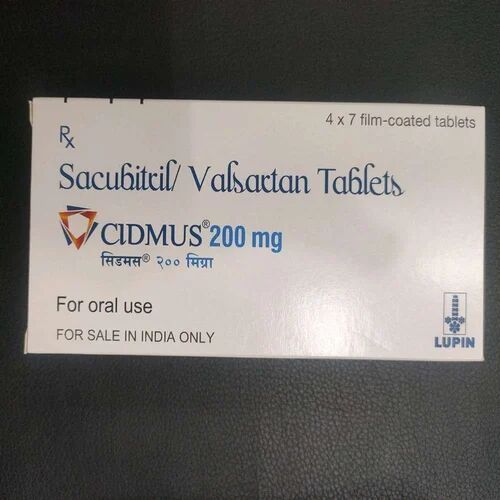 4 x 7 film-coated tablets
Rx
Sacubitril/ Valsartan Tablets
CIDMUS® 200 mg
सिडमस® २०० मिग्रा
For oral use
FOR SALE IN INDIA ONLY
LUPIN